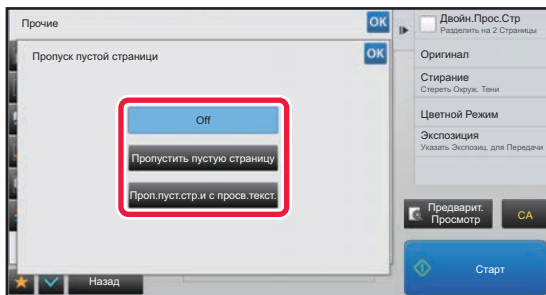 Прочие
OK
Пропуск пустой страници
OK
Off
Пропустить пустую страницу
Проп.пуст.стр.и с просв.текст.
Назад
Двойн.Прос.Стр
Разделить на 2 Страницы
Оригинал
Стирание
Стереть Окруж. Тени
Цветной Режим
Экспозиция
Указать Экспозиц. для Передачи
Предварит.
Просмотр
CA
Старт